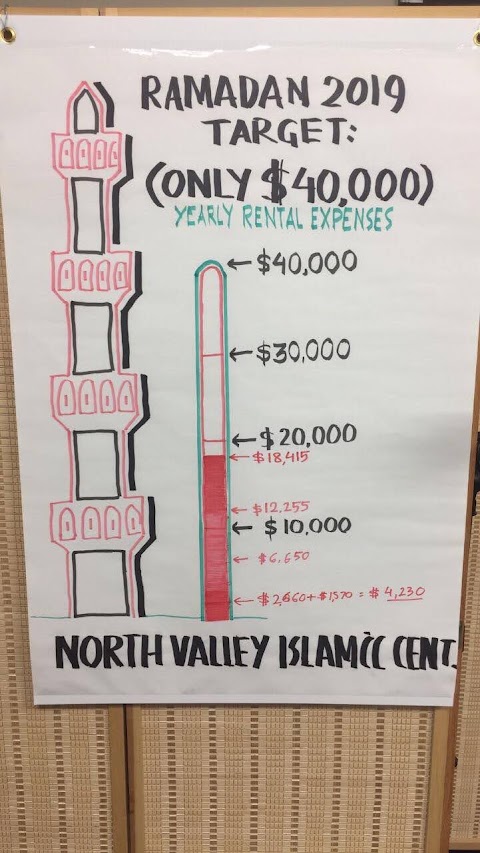 RAMADAN 2019
TARGET:
(ONLY $40,000)
YEARLY RENTAL EXPENSES
←$40,000
←$30,000
←$20,000
←$18,415
←$12,255
←$10,000
←$6,650
←$2,660+$1,570 = $4,230
NORTH VALLEY ISLAMIC CENT.